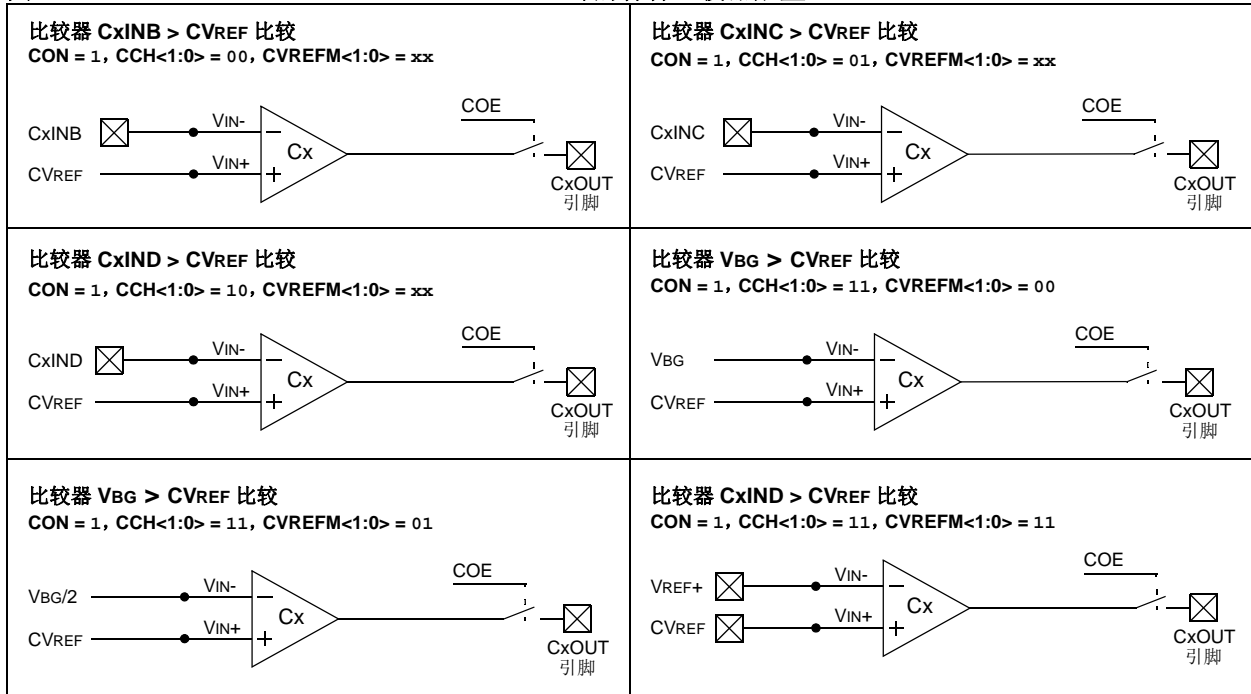 比较器 CxINB > CVREF 比较
CON = 1，CCH<1:0> = 00，CVREFM<1:0> = xx
COE
CxINB
VIN-
–
Cx
CVREF
VIN+
+
CxOUT
引脚
比较器 CxINC > CVREF 比较
CON = 1，CCH<1:0> = 01，CVREFM<1:0> = xx
COE
CxINC
VIN-
–
Cx
CVREF
VIN+
+
CxOUT
引脚
比较器 CxIND > CVREF 比较
CON = 1，CCH<1:0> = 10，CVREFM<1:0> = xx
COE
CxIND
VIN-
–
Cx
CVREF
VIN+
+
CxOUT
引脚
比较器 VBG > CVREF 比较
CON = 1，CCH<1:0> = 11，CVREFM<1:0> = 00
COE
VBG
VIN-
–
Cx
CVREF
VIN+
+
CxOUT
引脚
比较器 VBG > CVREF 比较
CON = 1，CCH<1:0> = 11，CVREFM<1:0> = 01
COE
VBG/2
VIN-
–
Cx
CVREF
VIN+
+
CxOUT
引脚
比较器 CxIND > CVREF 比较
CON = 1，CCH<1:0> = 11，CVREFM<1:0> = 11
COE
VREF+
VIN-
–
Cx
CVREF
VIN+
+
CxOUT
引脚